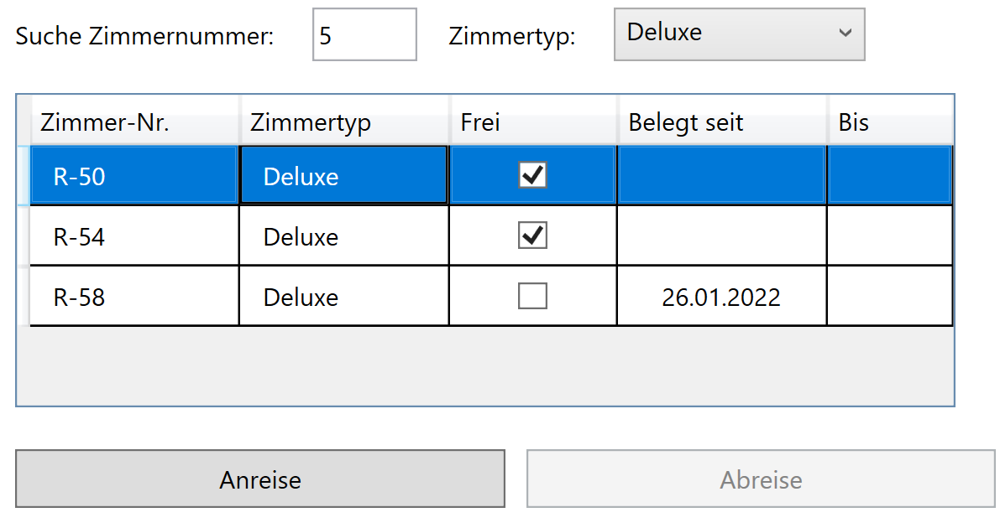 Suche Zimmernummer: 5 Zimmertyp: Deluxe
Zimmer-Nr. Zimmertyp Frei Belegt seit Bis
R-50 Deluxe
R-54 Deluxe
R-58 Deluxe 26.01.2022
Anreise Abreise